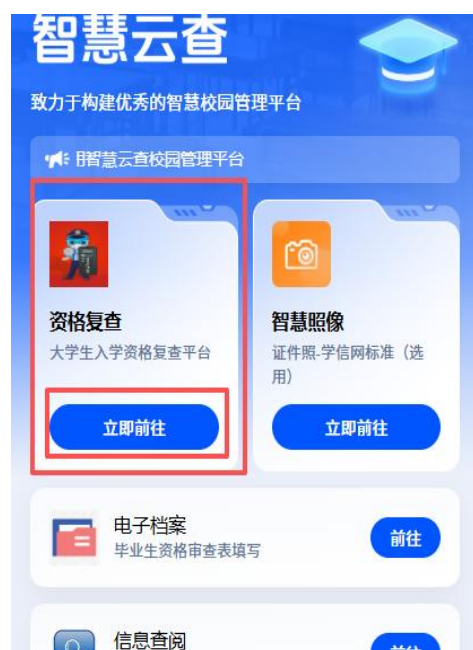 智慧云查
致力于构建优秀的智慧校园管理平台
智慧云查校园管理平台
资格复查
大学生入学资格复查平台
立即前往
智慧照像
证件照-学信网标准（选
用）
立即前往
电子档案
毕业生资格审查表填写
前往
信息查阅
前往